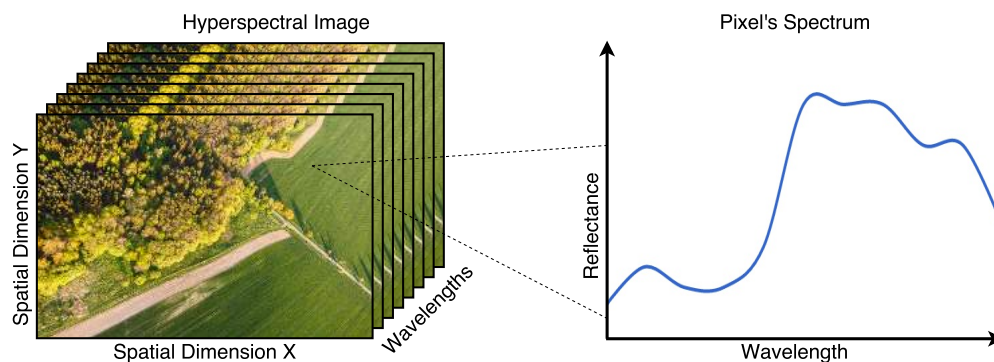 Hyperspectral Image
Spatial Dimension Y
Spatial Dimension X
Wavelengths
Pixel's Spectrum
Reflectance
Wavelength